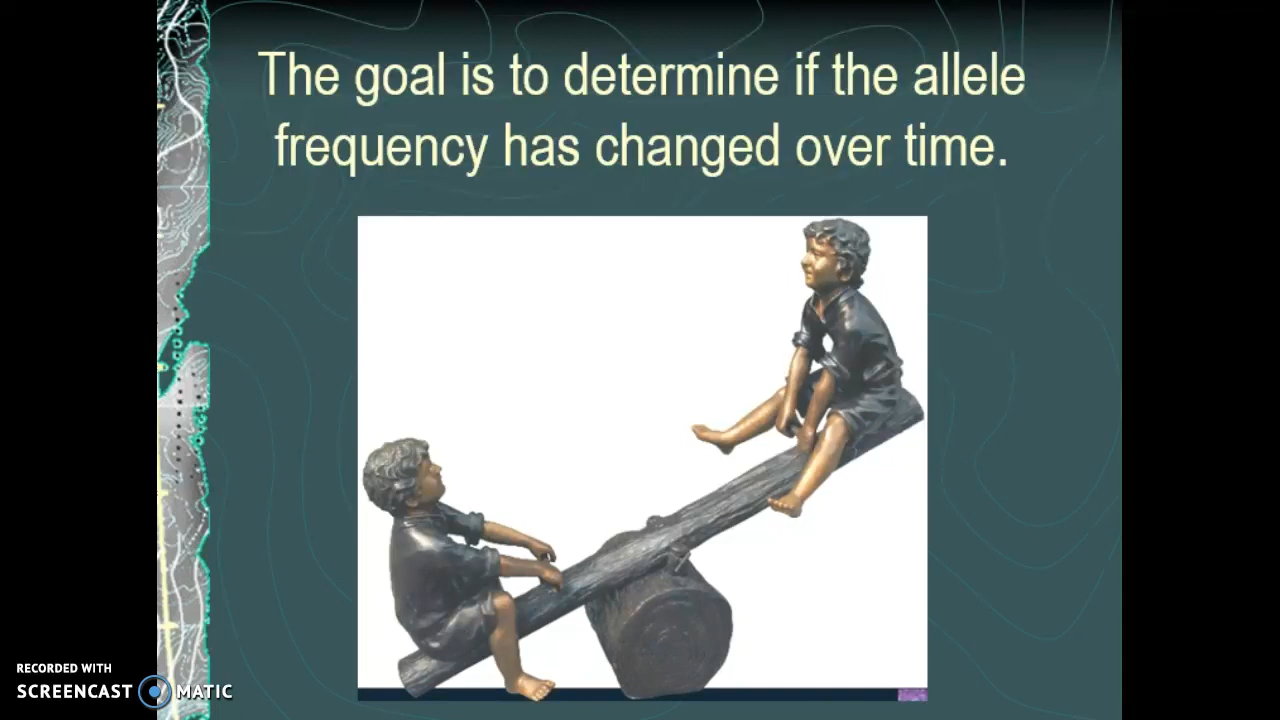 The goal is to determine if the allele
frequency has changed over time.
RECORDED WITH
SCREENCAST MATIC